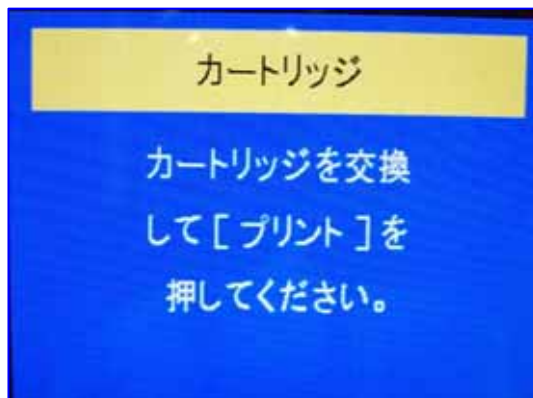 カートリッジ
カートリッジを交換
して[プリント]を
押してください。